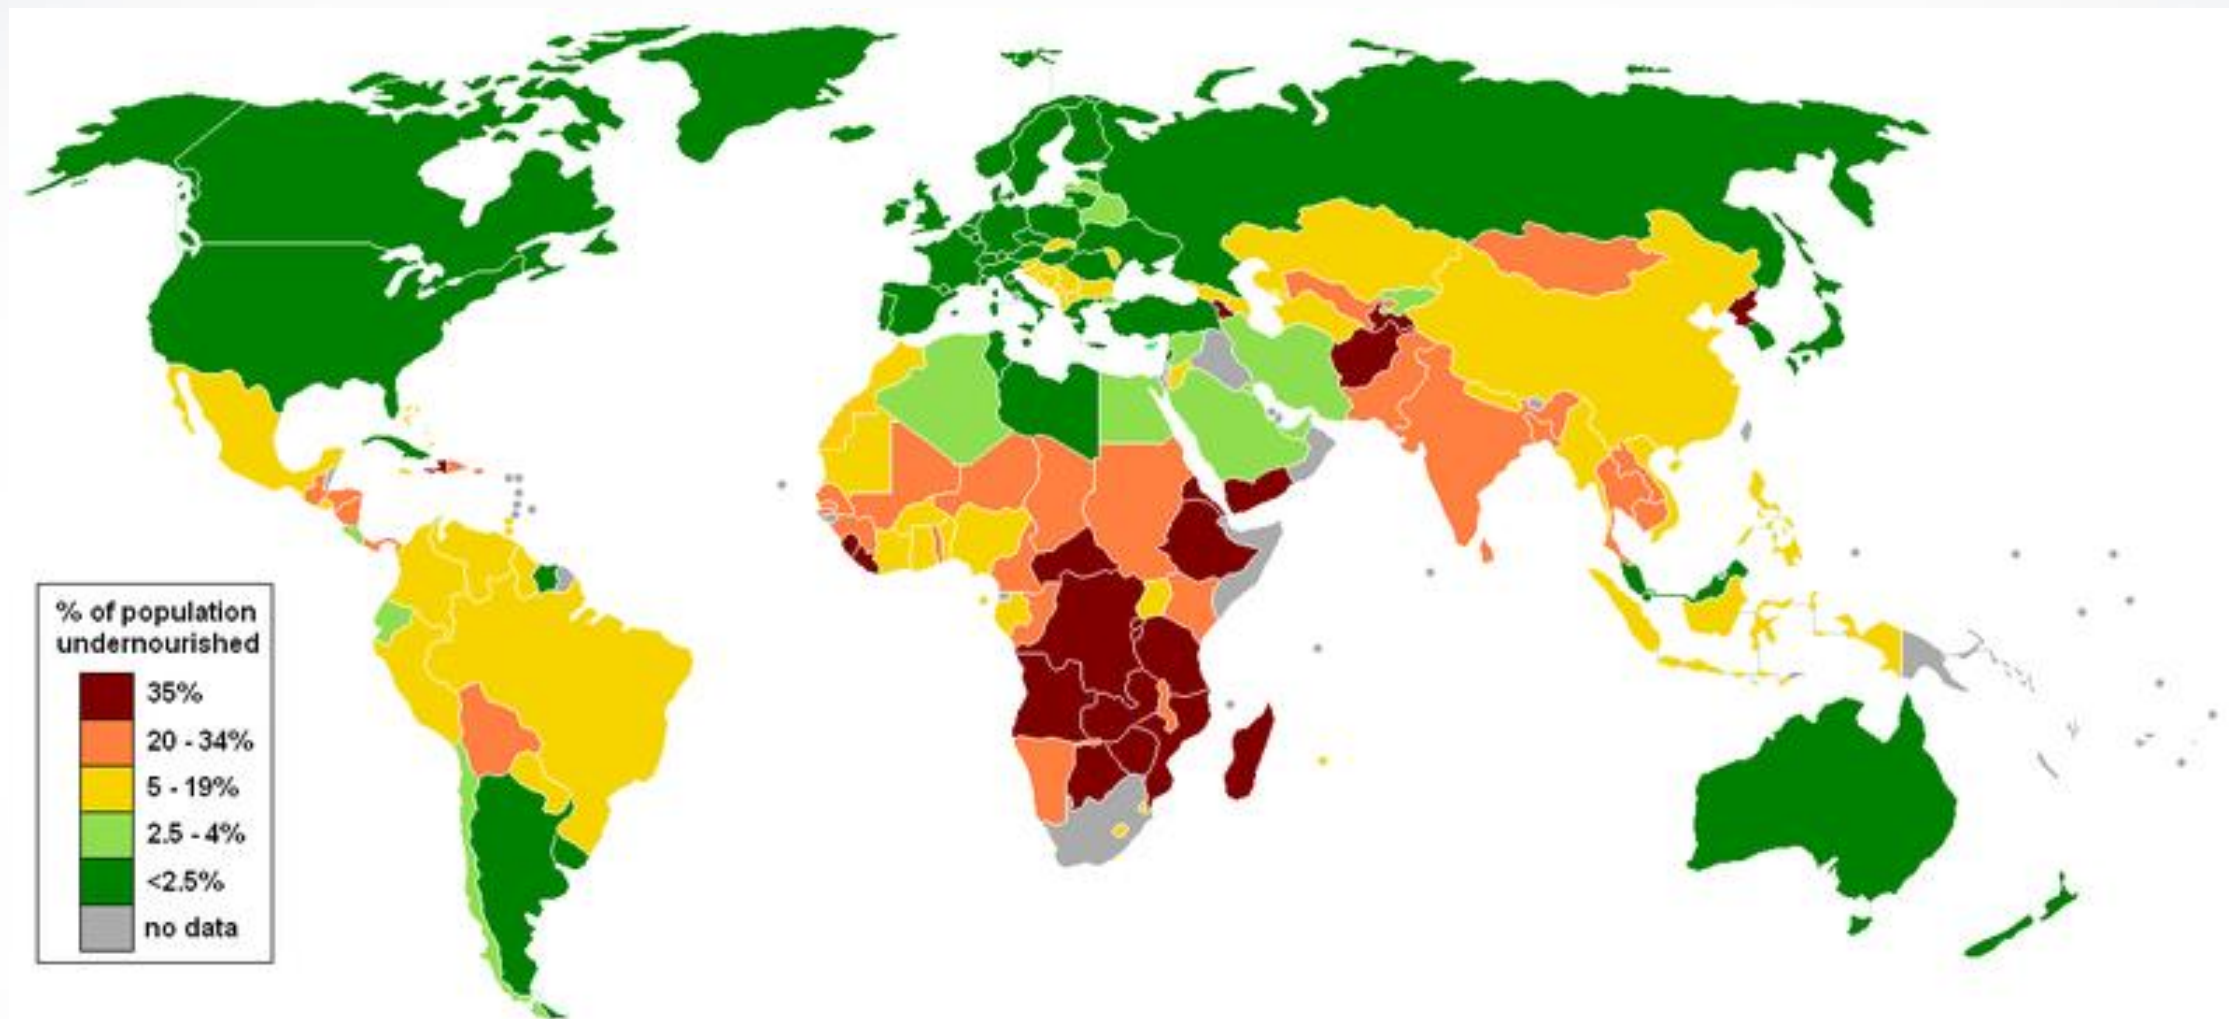 % of population
undernourished
35%
20 - 34%
5 - 19%
2.5 - 4%
<2.5%
no data